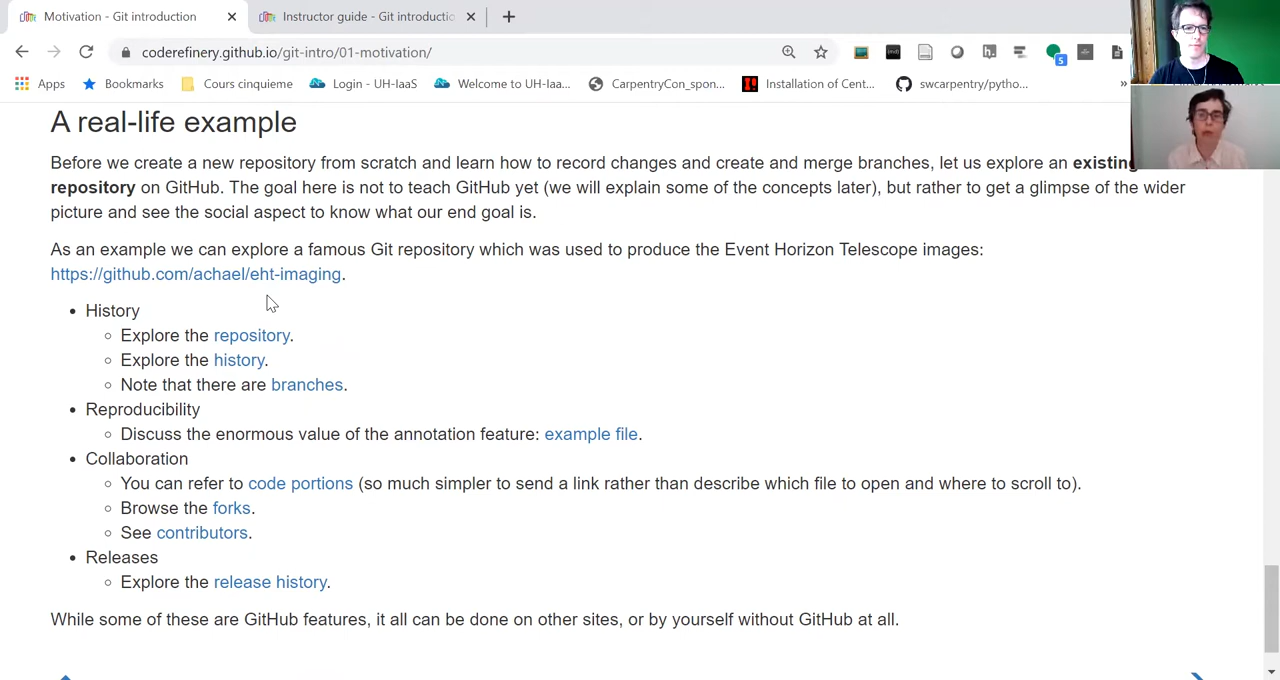 Motivation - Git introduction
Instructor guide - Git introductio
coderefinery.github.io/git-intro/01-motivation/
5
Apps
Bookmarks
Cours cinquieme
Login - UH-IaaS
Welcome to UH-Iaa...
CarpentryCon_spon...
Installation of Cent...
swcarpentry/pytho...
»
A real-life example
Before we create a new repository from scratch and learn how to record changes and create and merge branches, let us explore an existing
repository on GitHub. The goal here is not to teach GitHub yet (we will explain some of the concepts later), but rather to get a glimpse of the wider
picture and see the social aspect to know what our end goal is.
As an example we can explore a famous Git repository which was used to produce the Event Horizon Telescope images:
https://github.com/achael/eht-imaging.
• History
○ Explore the repository.
○ Explore the history.
○ Note that there are branches.
• Reproducibility
○ Discuss the enormous value of the annotation feature: example file.
• Collaboration
○ You can refer to code portions (so much simpler to send a link rather than describe which file to open and where to scroll to).
○ Browse the forks.
○ See contributors.
• Releases
○ Explore the release history.
While some of these are GitHub features, it all can be done on other sites, or by yourself without GitHub at all.